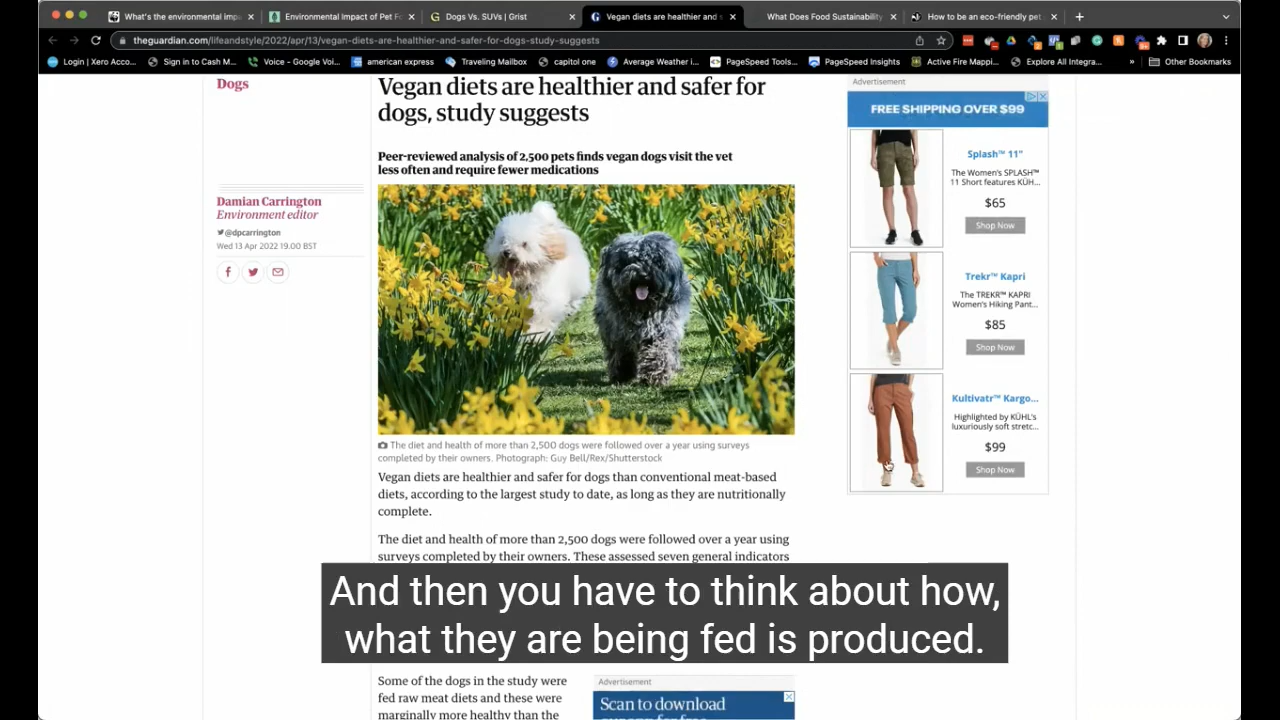 What's the environmental imp
Environmental Impact of Pet Fo
Dogs Vs. SUVs | Grist
Vegan diets are healthier and s
What Does Food Sustainability
How to be an eco-friendly pet
theguardian.com/lifeandstyle/2022/apr/13/vegan-diets-are-healthier-and-safer-for-dogs-study-suggests
Login | Xero Acco...
Sign in to Cash M...
Voice - Google Voi...
american express
Traveling Mailbox
capitol one
Average Weather i...
PageSpeed Tools...
PageSpeed Insights
Active Fire Mappi...
Explore All Integra...
»
Other Bookmarks
Dogs
Vegan diets are healthier and safer for
dogs, study suggests
Peer-reviewed analysis of 2,500 pets finds vegan dogs visit the vet
less often and require fewer medications
Damian Carrington
Environment editor
@dpcarrington
Wed 13 Apr 2022 19.00 BST
The diet and health of more than 2,500 dogs were followed over a year using surveys
completed by their owners. Photograph: Guy Bell/Rex/Shutterstock
Vegan diets are healthier and safer for dogs than conventional meat-based
diets, according to the largest study to date, as long as they are nutritionally
complete.
The diet and health of more than 2,500 dogs were followed over a year using
surveys completed by their owners. These assessed seven general indicators
Some of the dogs in the study were
fed raw meat diets and these were
marginally more healthy than the
Advertisement
FREE SHIPPING OVER $99
Splash™ 11"
The Women's SPLASH™
11 Short features KÜH...
$65
Shop Now
Trekr™ Kapri
The TREKR™ KAPRI
Women's Hiking Pant...
$85
Shop Now
Kultivatr™ Kargo...
Highlighted by KÜHL's
luxuriously soft stretc...
$99
Shop Now
Advertisement
Scan to download
And then you have to think about how,
what they are being fed is produced.